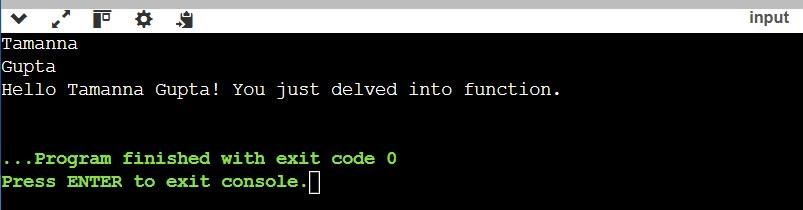 input
Tamanna
Gupta
Hello Tamanna Gupta! You just delved into function.
...Program finished with exit code 0
Press ENTER to exit console.